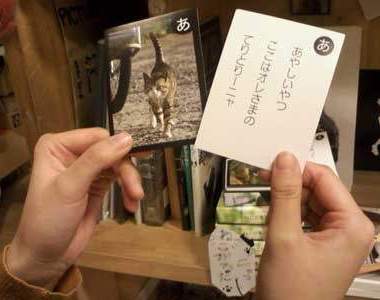 あ
あ
あやしいやつ
ここはオレさまの
てりとりーニャ